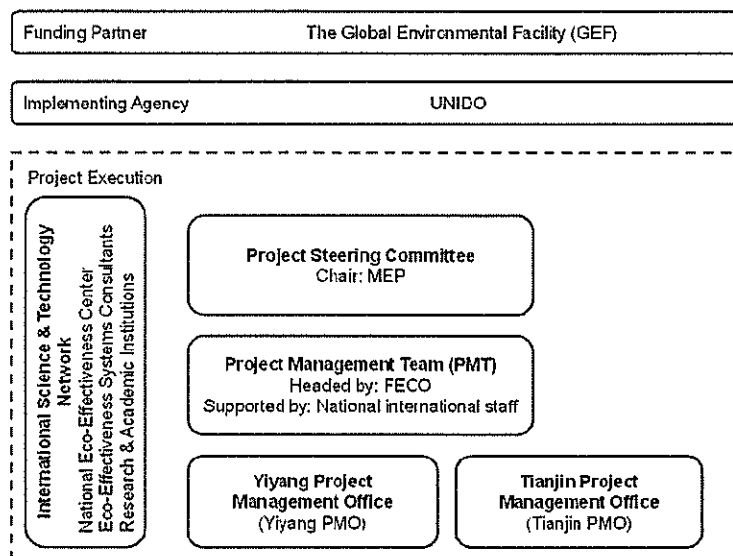 Funding Partner The Global Environmental Facility (GEF)
Implementing Agency UNIDO
Project Execution
International Science & Technology
Network
National Eco-Effectiveness Center
Eco-Effectiveness Systems Consultants
Research & Academic Institutions
Project Steering Committee
Chair: MEP
Project Management Team (PMT)
Headed by: FECO
Supported by: National international staff
Yiyang Project
Management Office
(Yiyang PMO)
Tianjin Project
Management Office
(Tianjin PMO)